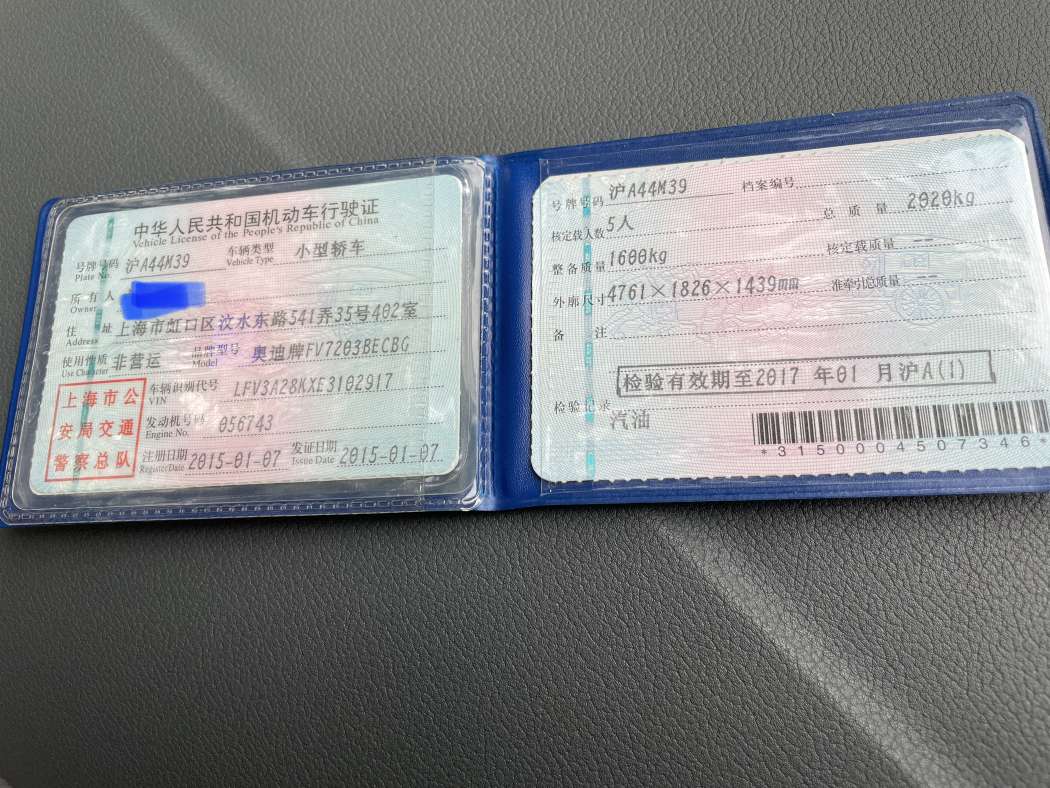 中华人民共和国机动车行驶证
Vehicle License of the People's Republic of China
号牌号码 Plate No. 沪A44M39 车辆类型 Vehicle Type 小型轿车
所有人 Owner
住址 Address 上海市虹口区汶水东路541弄35号402室
使用性质 Use Character 非营运 品牌型号 Model 奥迪牌FV7203BECBG
车辆识别代号 VIN LFV3A28KXE3102917
发动机号码 Engine No. 056743
注册日期 Register Date 2015-01-07 发证日期 Issue Date 2015-01-07
上海市公
安局交通
警察总队
号牌号码 沪A44M39 档案编号
核定载人数 5人 总质量 2020kg
整备质量 1600kg 核定载质量 --
外廓尺寸 4761×1826×1439mm 准牵引总质量 --
备注
检验有效期至2017 年01 月沪A(1)
检验记录
汽油
*3150004507346*